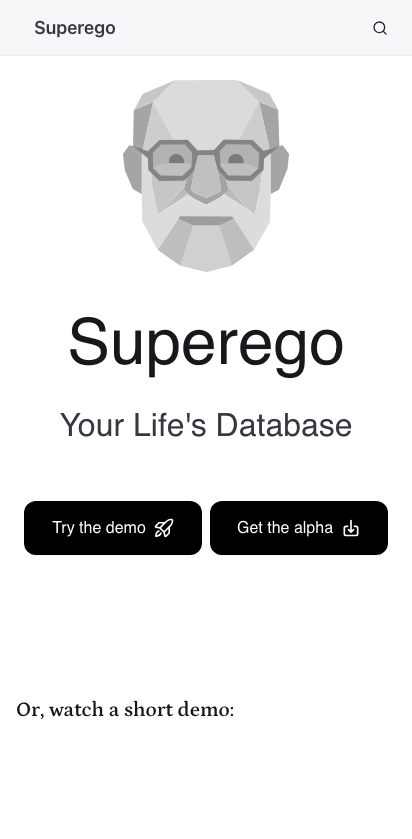 Superego
Superego
Your Life's Database
Try the demo
Get the alpha
Or, watch a short demo: